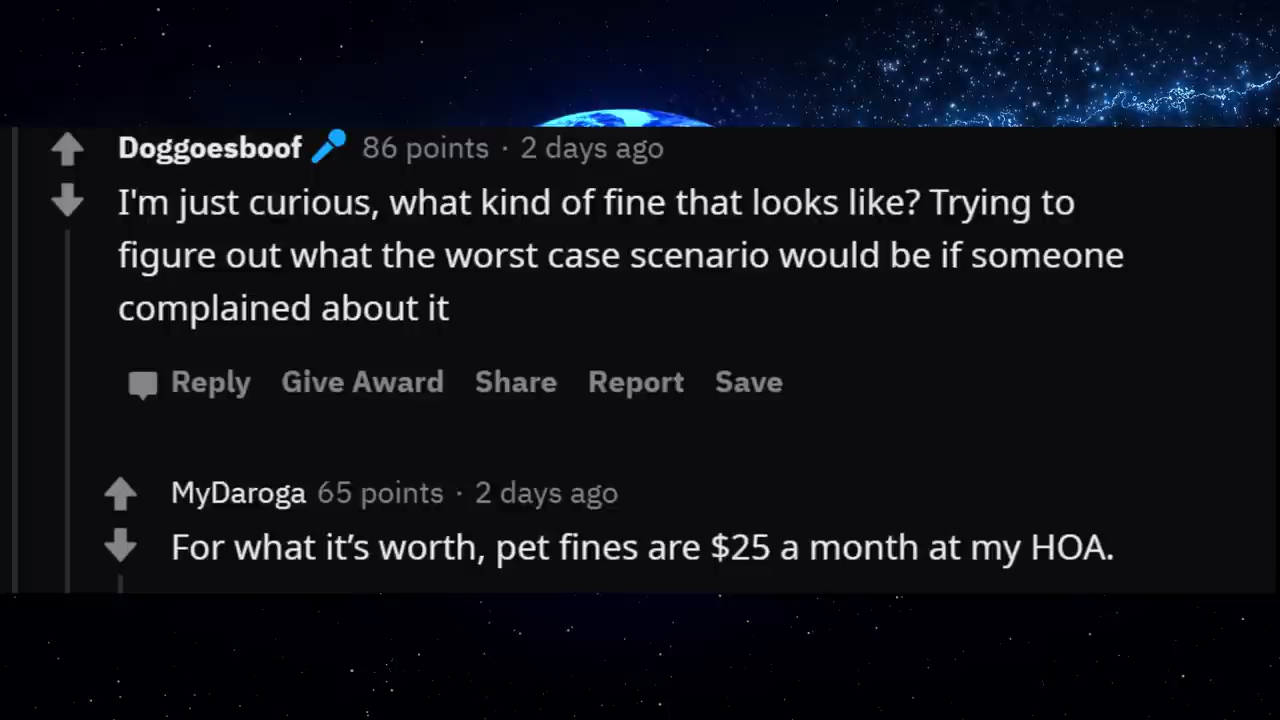 Doggoesboof 86 points · 2 days ago
I'm just curious, what kind of fine that looks like? Trying to
figure out what the worst case scenario would be if someone
complained about it
Reply Give Award Share Report Save
MyDaroga 65 points · 2 days ago
For what it’s worth, pet fines are $25 a month at my HOA.